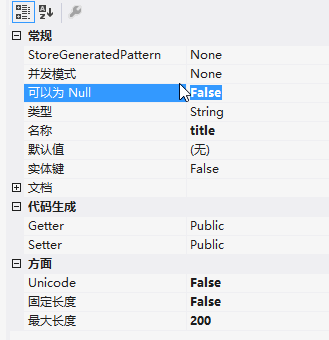 常规
StoreGeneratedPattern None
并发模式 None
可以为 Null False
类型 String
名称 title
默认值 (无)
实体键 False
文档
代码生成
Getter Public
Setter Public
方面
Unicode False
固定长度 False
最大长度 200